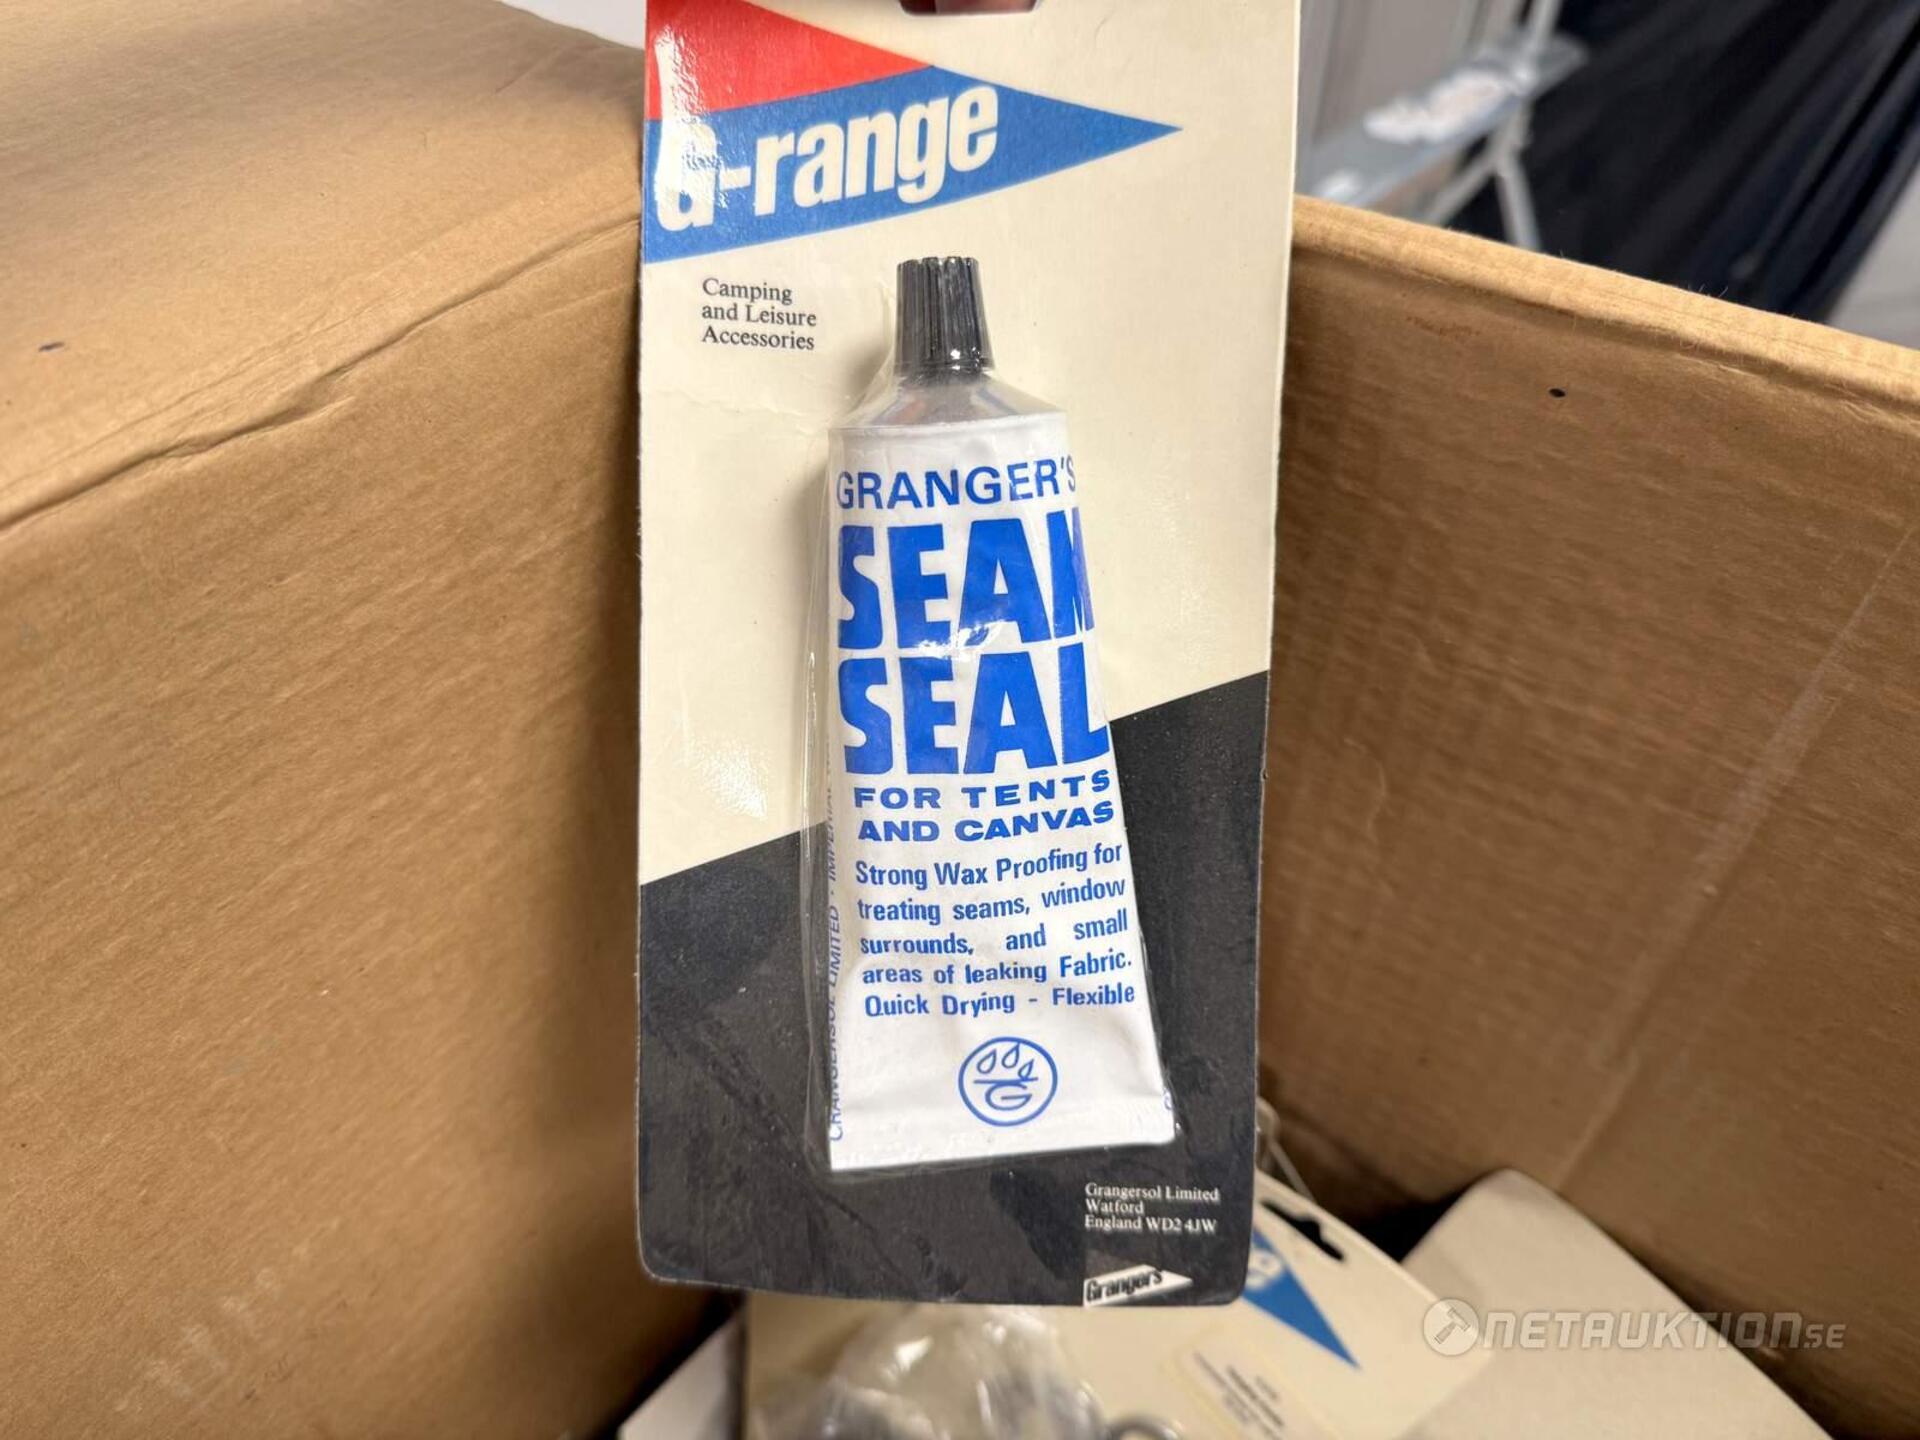 G-range
Camping
and Leisure
Accessories
GRANGER'S
SEAM
SEAL
FOR TENTS
AND CANVAS
Strong Wax Proofing for
treating seams, window
surrounds, and small
areas of leaking Fabric.
Quick Drying - Flexible
G
GRANGERSOL LIMITED
Grangersol Limited
Watford
England WD2 4JW
Grangers
NETAUKTION.SE